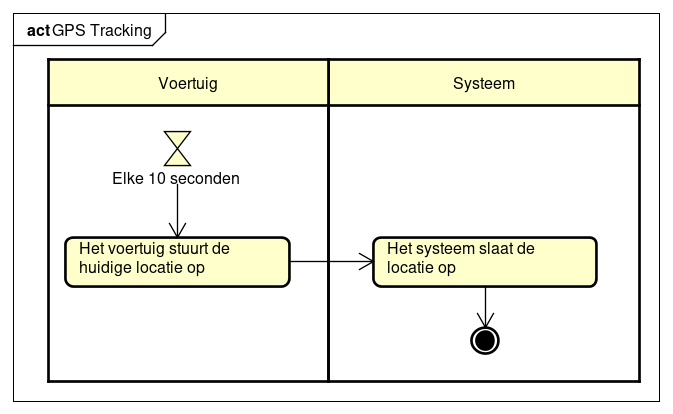 act GPS Tracking
Voertuig
Systeem
Elke 10 seconden
Het voertuig stuurt de
huidige locatie op
Het systeem slaat de
locatie op